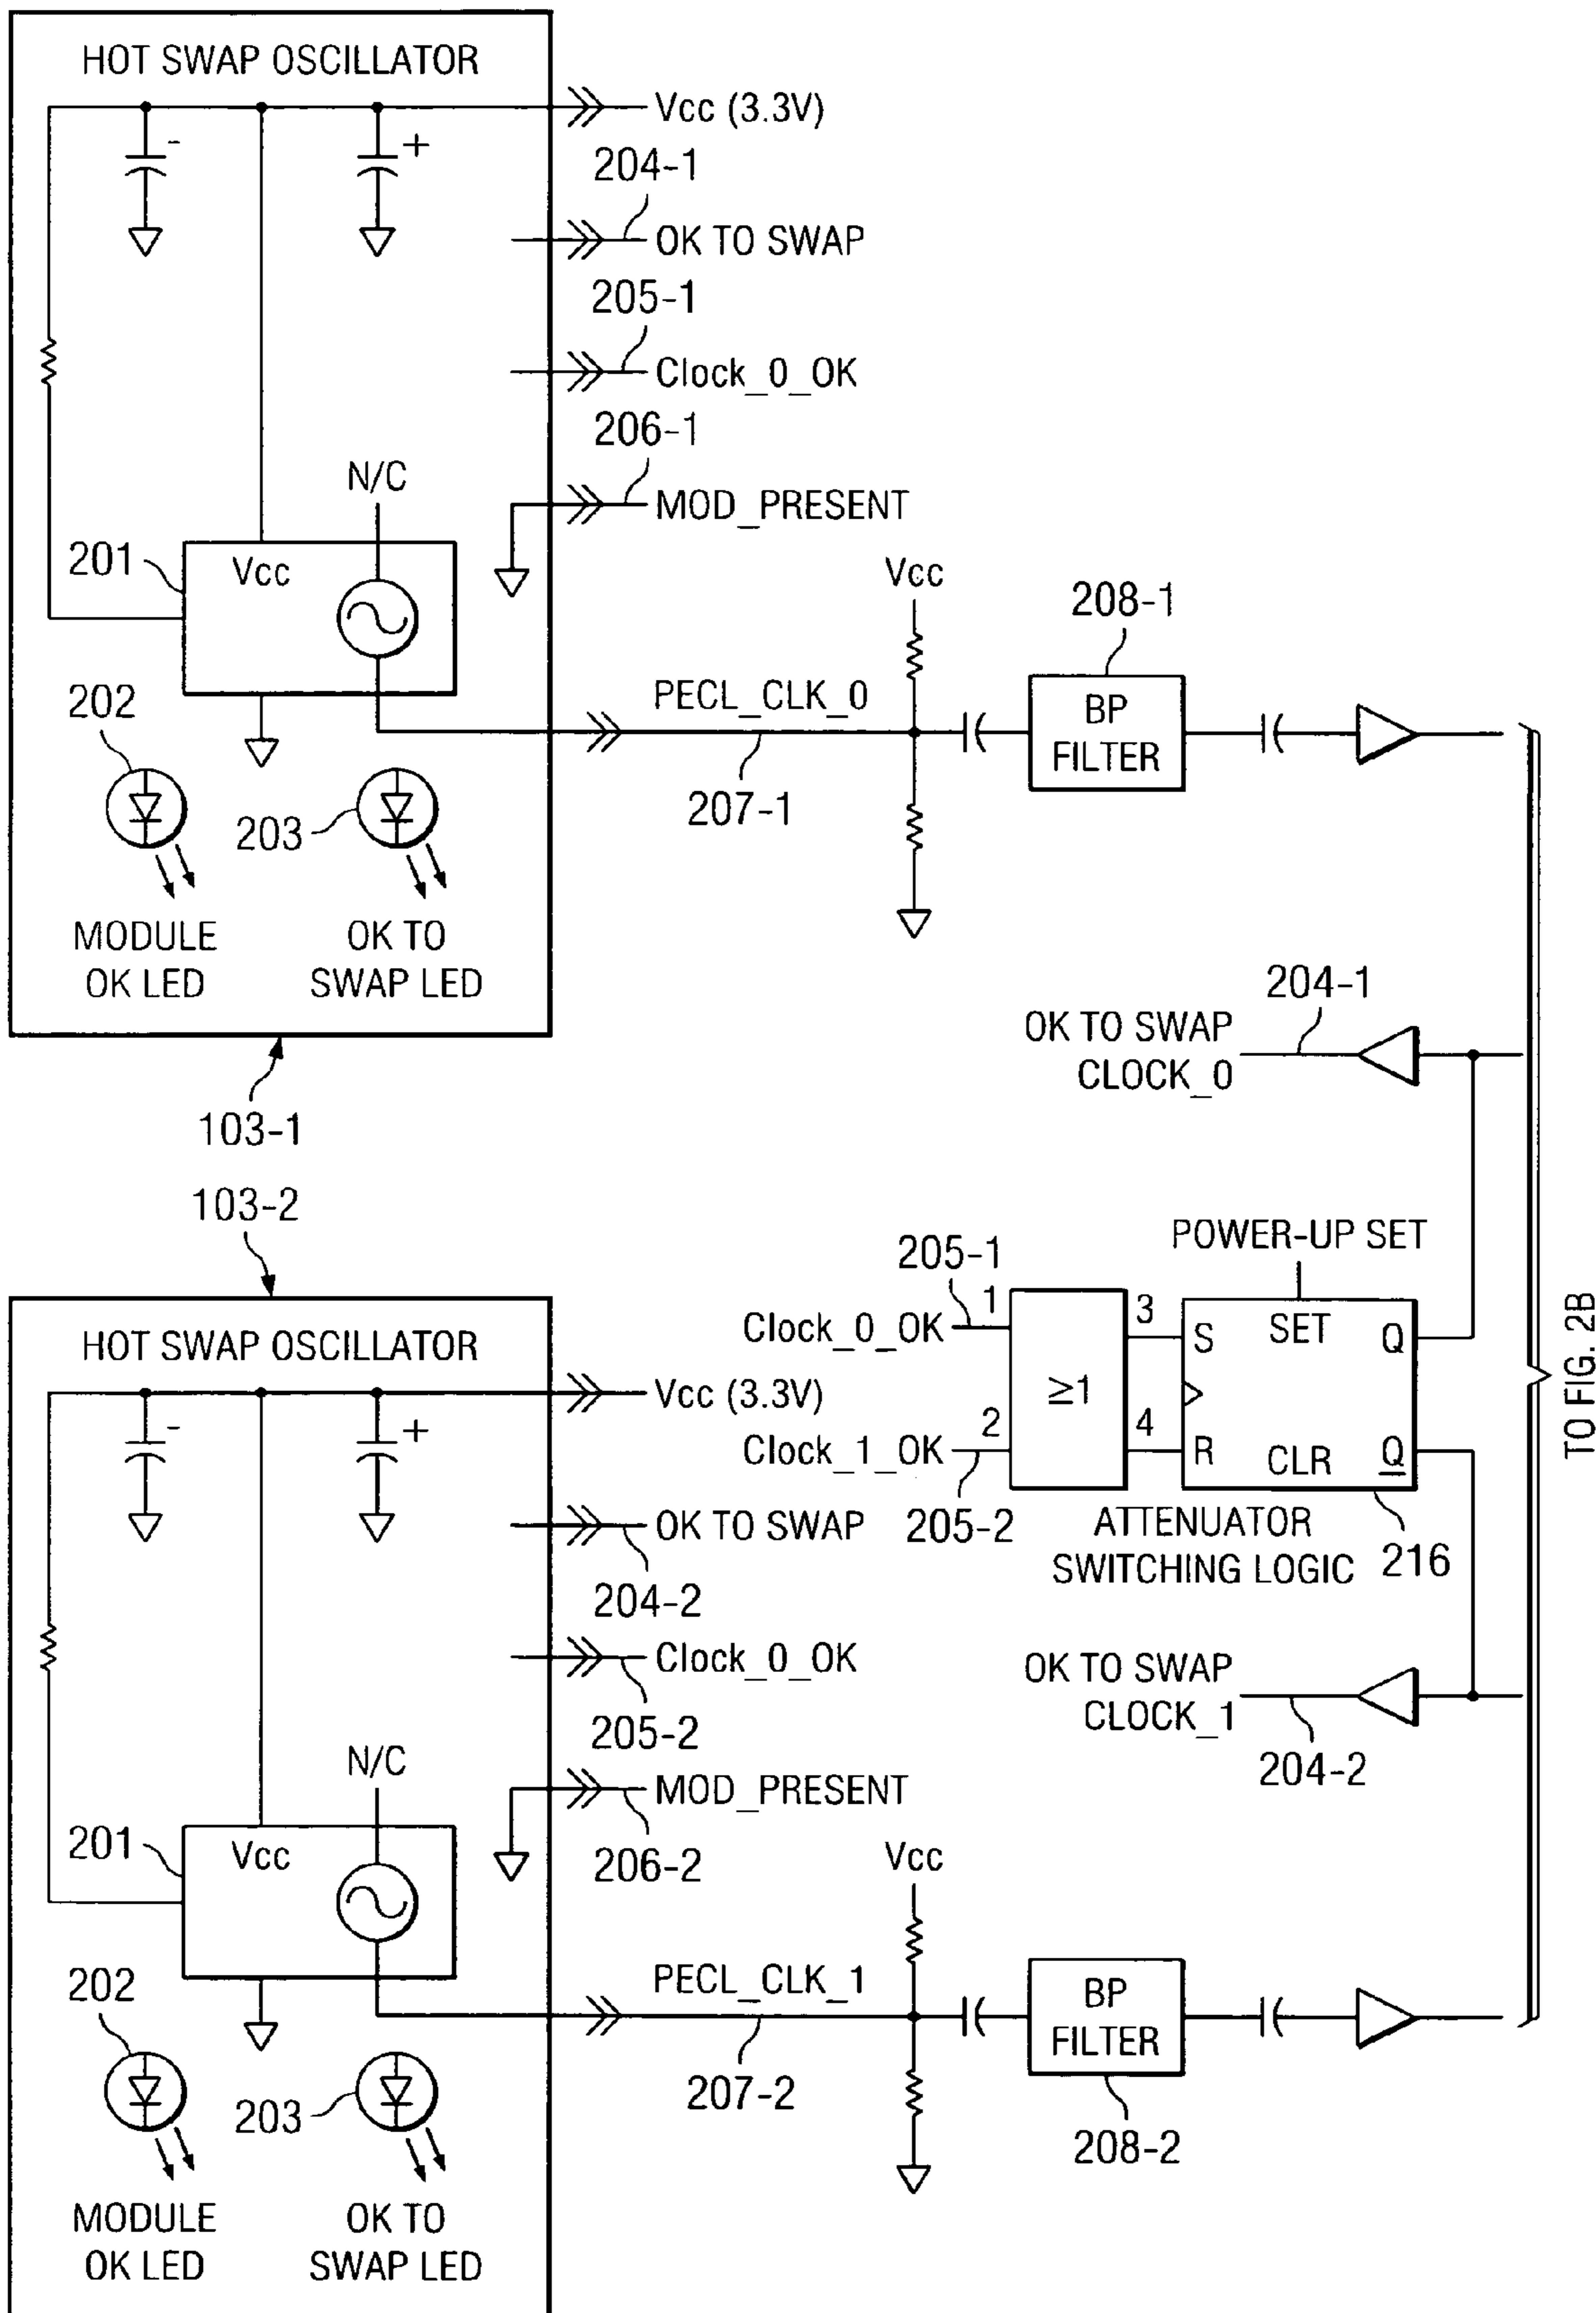 HOT SWAP OSCILLATOR
Vcc (3.3V)
-
+
204-1
OK TO SWAP
205-1
Clock_0_OK
206-1
N/C
MOD_PRESENT
201
Vcc
Vcc
208-1
202
PECL_CLK_0
BP
FILTER
203
207-1
MODULE
OK LED
OK TO
SWAP LED
204-1
OK TO SWAP
CLOCK_0
103-1
103-2
POWER-UP SET
205-1
1
3
HOT SWAP OSCILLATOR
Clock_0_OK
S
SET
Q
Vcc (3.3V)
≥1
TO FIG. 2B
-
+
2
4
Clock_1_OK
R
CLR
Q
OK TO SWAP
205-2
ATTENUATOR
SWITCHING LOGIC
216
204-2
Clock_0_OK
OK TO SWAP
CLOCK_1
205-2
204-2
N/C
MOD_PRESENT
201
Vcc
206-2
Vcc
202
PECL_CLK_1
BP
FILTER
203
207-2
208-2
MODULE
OK LED
OK TO
SWAP LED